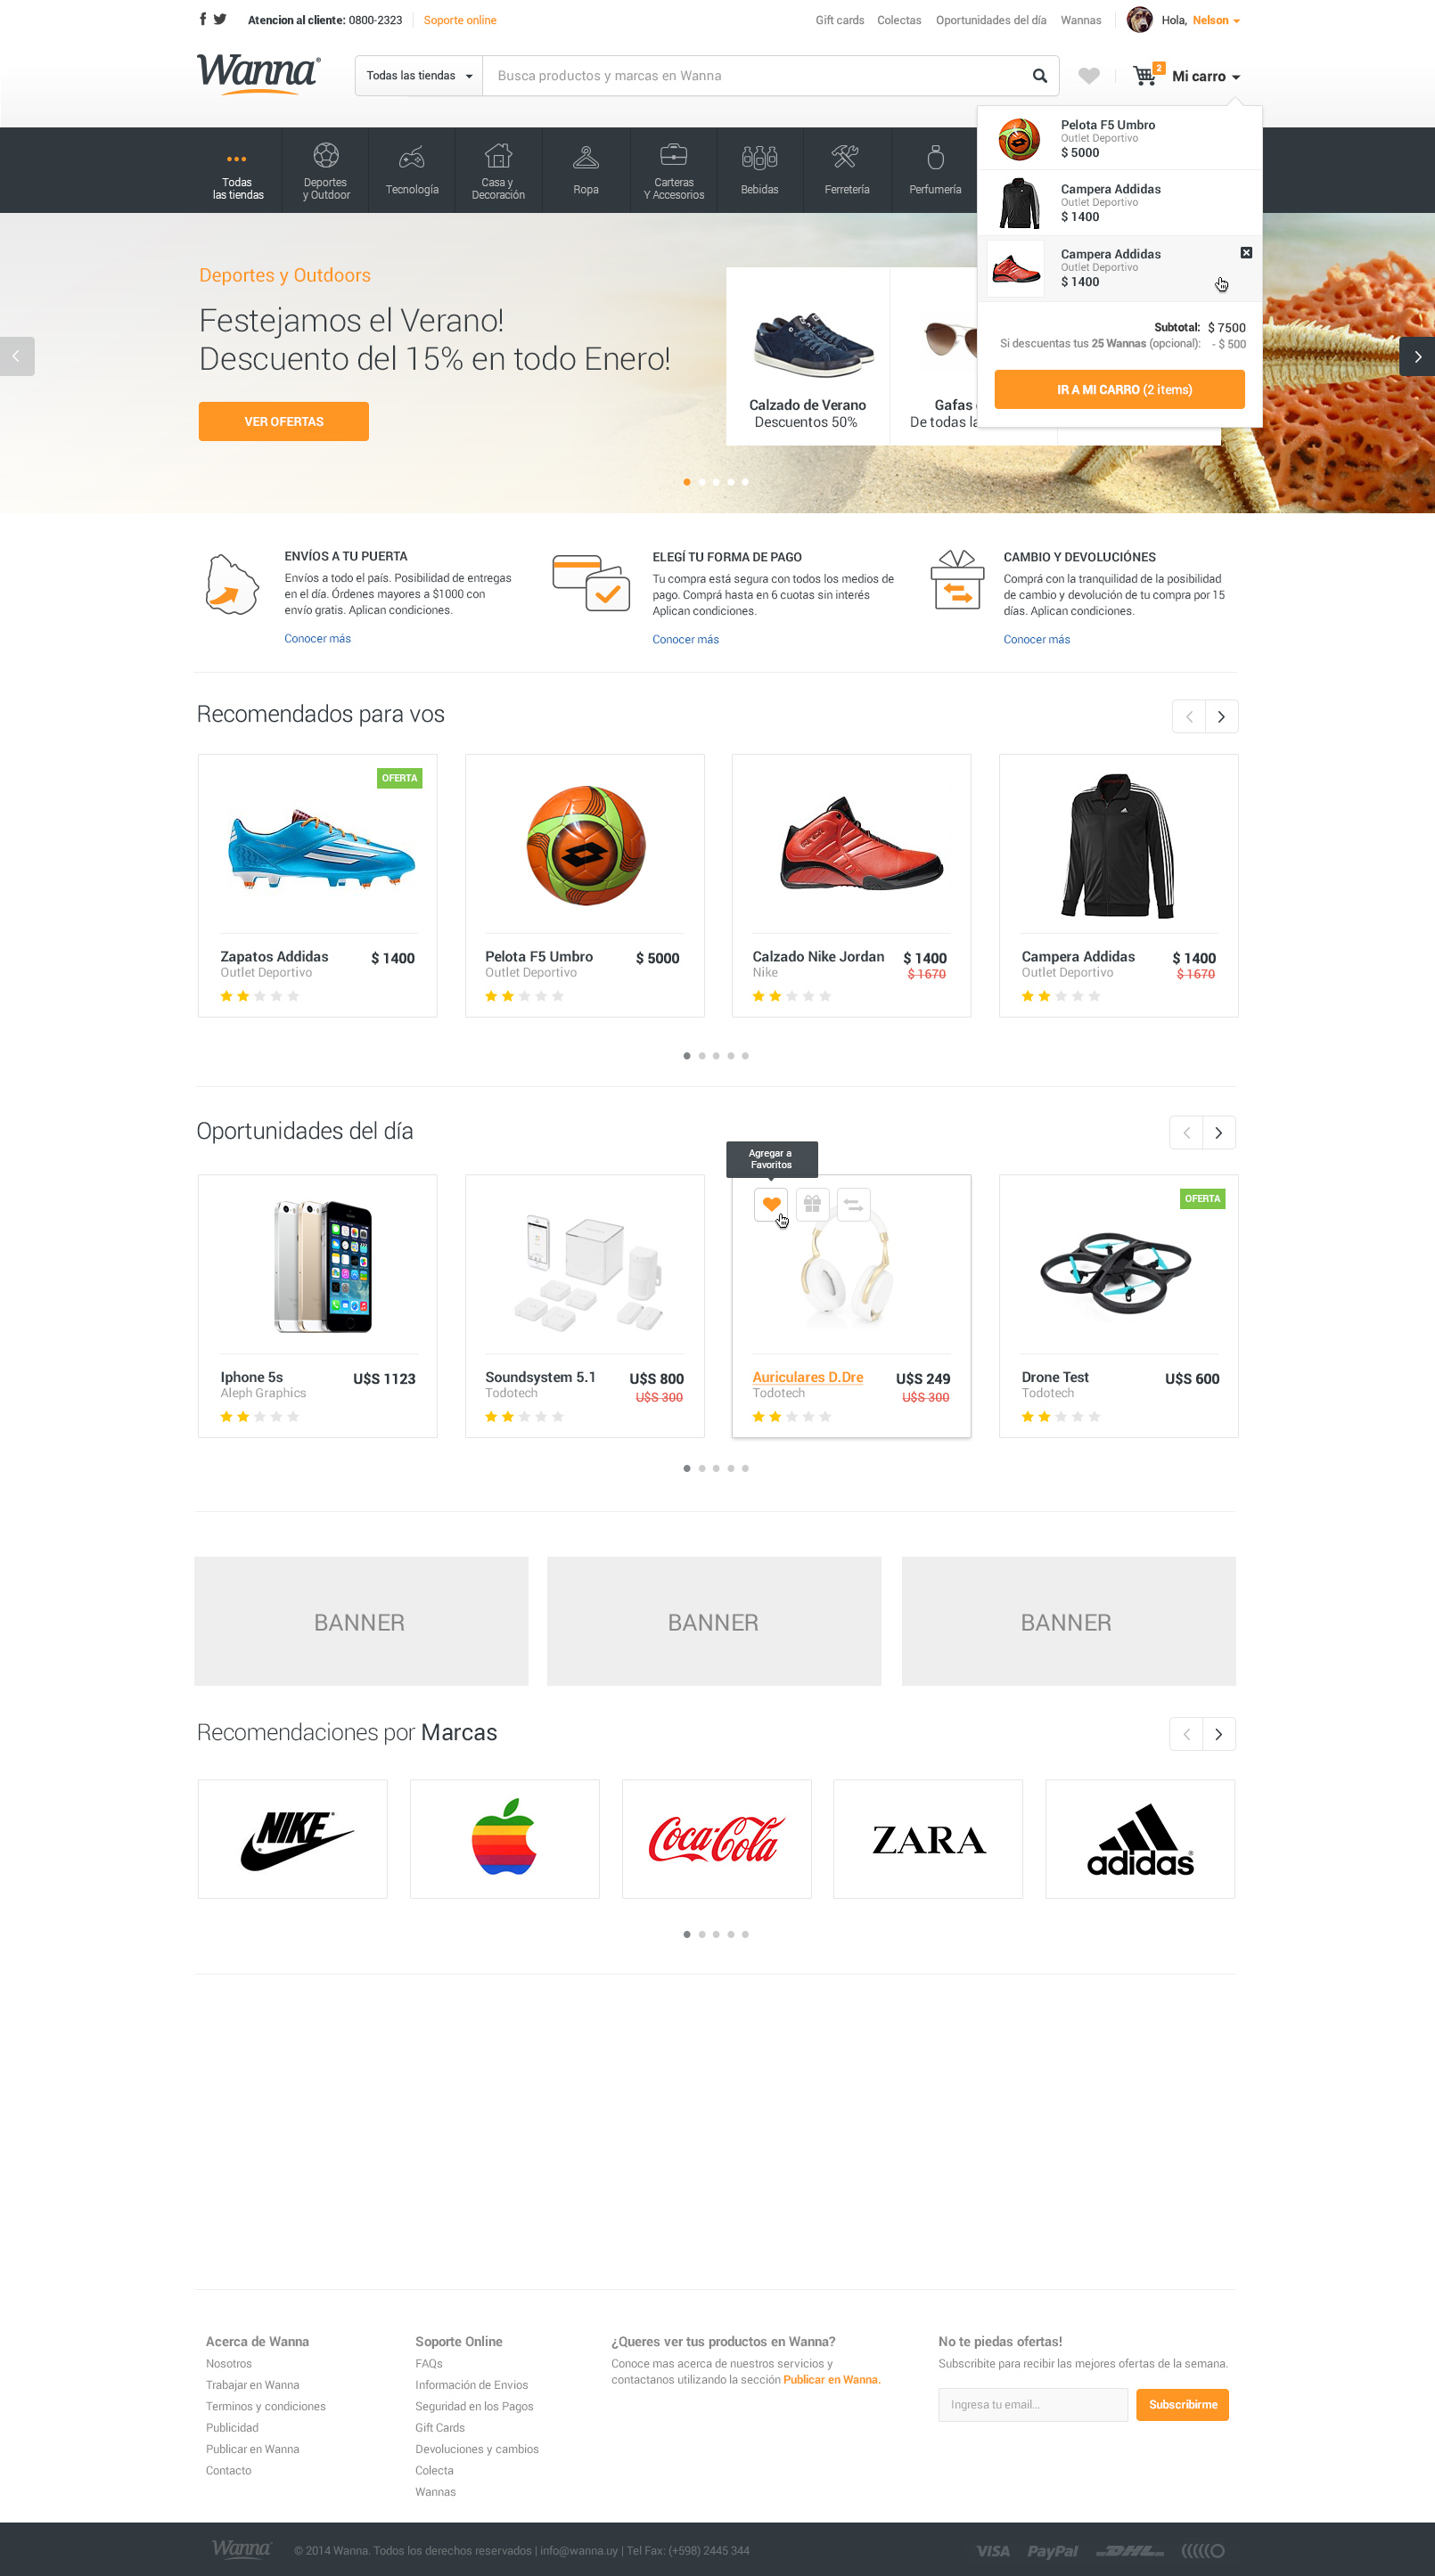 Atencion al cliente: 0800-2323
Soporte online
Gift cards
Colectas
Oportunidades del día
Wannas
Hola, Nelson
Wanna®
Todas las tiendas
Busca productos y marcas en Wanna
2
Mi carro
Todas
las tiendas
Deportes
y Outdoor
Tecnología
Casa y
Decoración
Ropa
Carteras
Y Accesorios
Bebidas
Ferretería
Perfumería
Pelota F5 Umbro
Outlet Deportivo
$ 5000
Campera Addidas
Outlet Deportivo
$ 1400
Campera Addidas
Outlet Deportivo
$ 1400
Subtotal: $ 7500
Si descuentas tus 25 Wannas (opcional): - $ 500
IR A MI CARRO (2 items)
Deportes y Outdoors
Festejamos el Verano!
Descuento del 15% en todo Enero!
VER OFERTAS
Calzado de Verano
Descuentos 50%
Gafas
De todas la
ENVÍOS A TU PUERTA
Envíos a todo el país. Posibilidad de entregas
en el día. Órdenes mayores a $1000 con
envío gratis. Aplican condiciones.
Conocer más
ELEGÍ TU FORMA DE PAGO
Tu compra está segura con todos los medios de
pago. Comprá hasta en 6 cuotas sin interés
Aplican condiciones.
Conocer más
CAMBIO Y DEVOLUCIÓNES
Comprá con la tranquilidad de la posibilidad
de cambio y devolución de tu compra por 15
días. Aplican condiciones.
Conocer más
Recomendados para vos
OFERTA
Zapatos Addidas $ 1400
Outlet Deportivo
Pelota F5 Umbro $ 5000
Outlet Deportivo
Calzado Nike Jordan $ 1400
Nike $ 1670
Campera Addidas $ 1400
Outlet Deportivo $ 1670
Oportunidades del día
Agregar a
Favoritos
OFERTA
Iphone 5s U$S 1123
Aleph Graphics
Soundsystem 5.1 U$S 800
Todotech U$S 300
Auriculares D.Dre U$S 249
Todotech U$S 300
Drone Test U$S 600
Todotech
BANNER
BANNER
BANNER
Recomendaciones por Marcas
NIKE
Coca-Cola
ZARA
adidas®
Acerca de Wanna
Nosotros
Trabajar en Wanna
Terminos y condiciones
Publicidad
Publicar en Wanna
Contacto
Soporte Online
FAQs
Información de Envios
Seguridad en los Pagos
Gift Cards
Devoluciones y cambios
Colecta
Wannas
¿Queres ver tus productos en Wanna?
Conoce mas acerca de nuestros servicios y
contactanos utilizando la sección Publicar en Wanna.
No te piedas ofertas!
Subscribite para recibir las mejores ofertas de la semana.
Ingresa tu email...
Subscribirme
Wanna
© 2014 Wanna. Todos los derechos reservados | info@wanna.uy | Tel Fax: (+598) 2445 344
VISA
PayPal
DHL